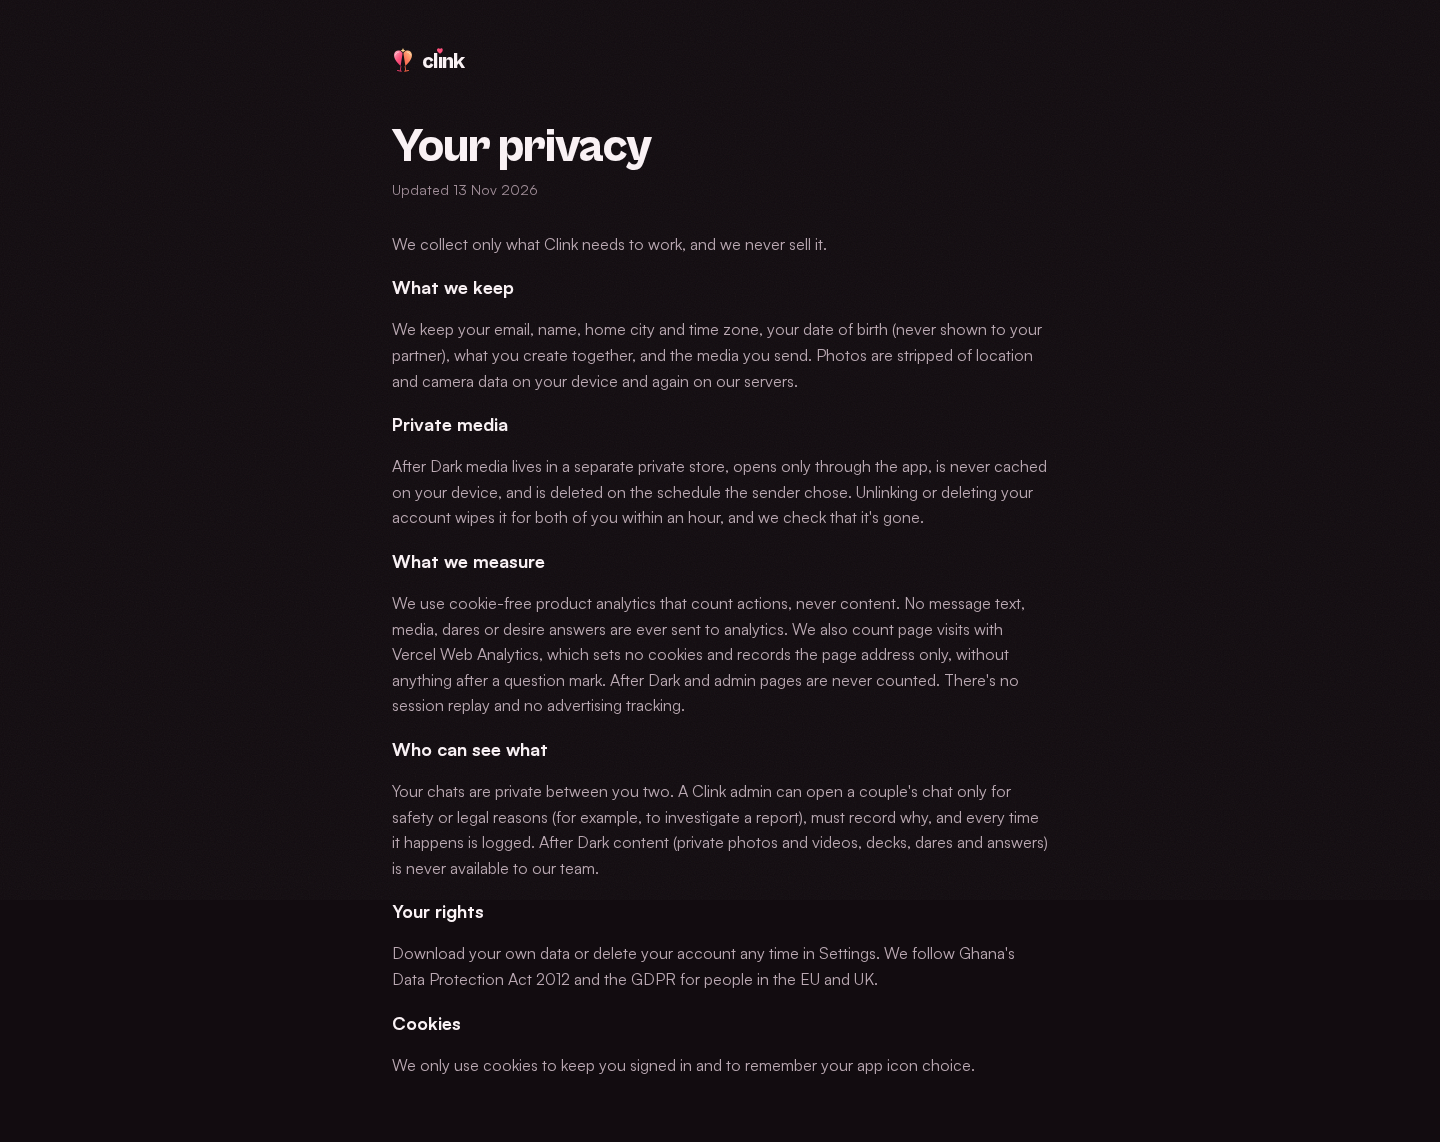 clink
Your privacy
Updated 13 Nov 2026
We collect only what Clink needs to work, and we never sell it.
What we keep
We keep your email, name, home city and time zone, your date of birth (never shown to your
partner), what you create together, and the media you send. Photos are stripped of location
and camera data on your device and again on our servers.
Private media
After Dark media lives in a separate private store, opens only through the app, is never cached
on your device, and is deleted on the schedule the sender chose. Unlinking or deleting your
account wipes it for both of you within an hour, and we check that it's gone.
What we measure
We use cookie-free product analytics that count actions, never content. No message text,
media, dares or desire answers are ever sent to analytics. We also count page visits with
Vercel Web Analytics, which sets no cookies and records the page address only, without
anything after a question mark. After Dark and admin pages are never counted. There's no
session replay and no advertising tracking.
Who can see what
Your chats are private between you two. A Clink admin can open a couple's chat only for
safety or legal reasons (for example, to investigate a report), must record why, and every time
it happens is logged. After Dark content (private photos and videos, decks, dares and answers)
is never available to our team.
Your rights
Download your own data or delete your account any time in Settings. We follow Ghana's
Data Protection Act 2012 and the GDPR for people in the EU and UK.
Cookies
We only use cookies to keep you signed in and to remember your app icon choice.